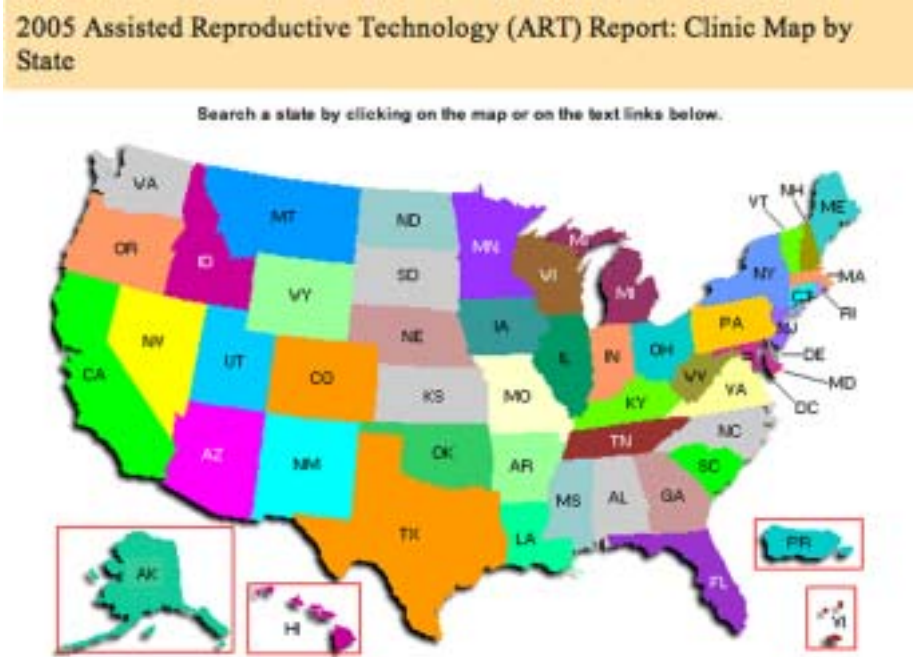 2005 Assisted Reproductive Technology (ART) Report: Clinic Map by
State
Search a state by clicking on the map or on the text links below.
WA
MT
ND
MN
MI
VT
NH
ME
OR
ID
SD
WI
MI
NY
MA
WY
RI
NV
UT
NE
IA
IL
IN
OH
PA
NJ
DE
CA
CO
KS
MO
KY
WV
VA
MD
DC
AZ
NM
OK
AR
TN
NC
SC
TX
LA
MS
AL
GA
FL
AK
HI
PR
VI